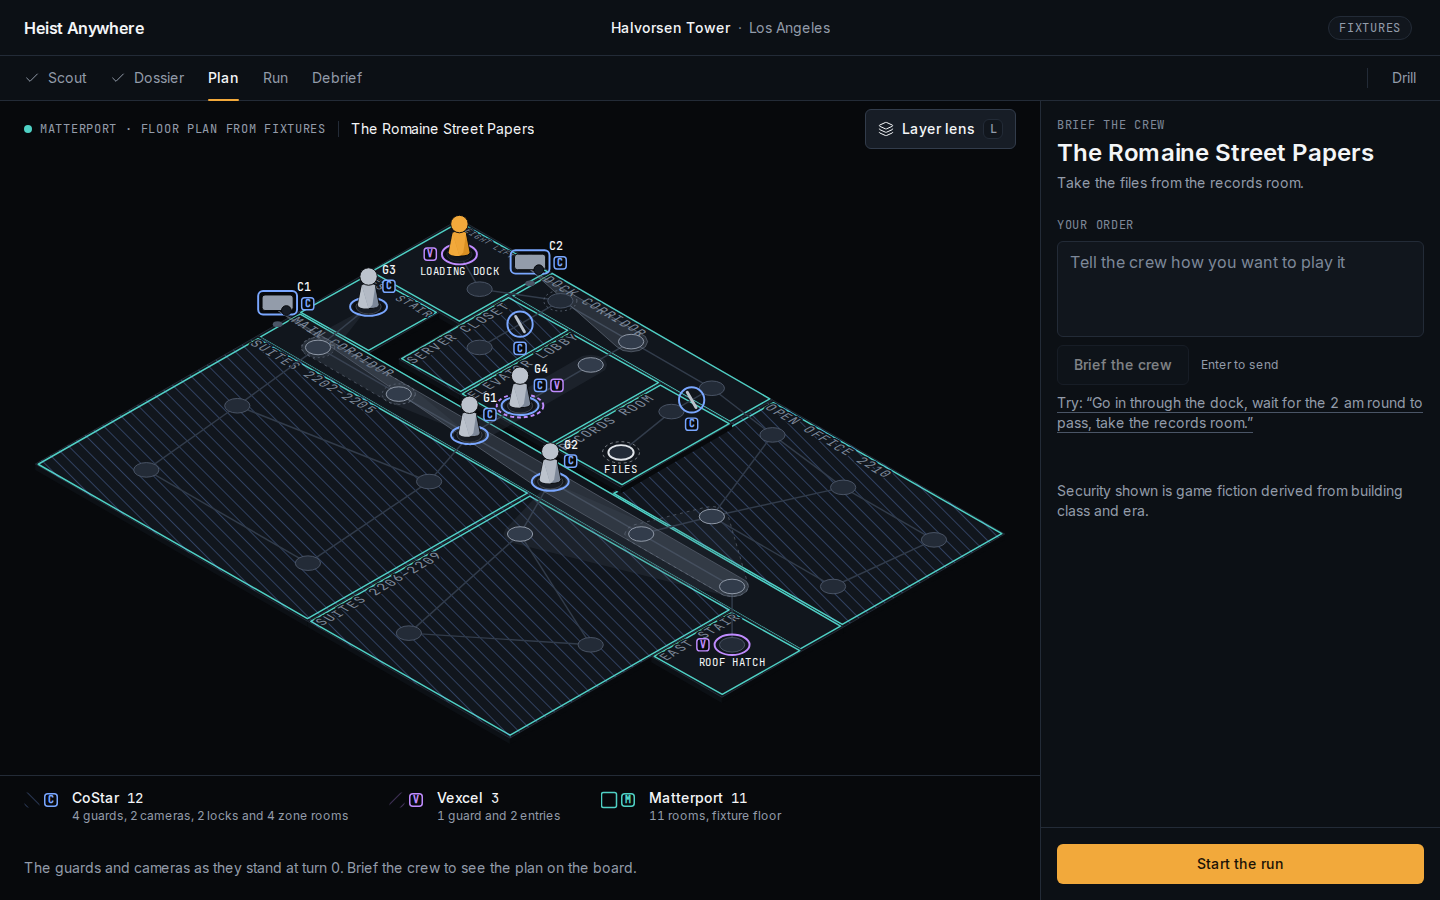 Heist Anywhere
Halvorsen Tower · Los Angeles
FIXTURES
Scout
Dossier
Plan
Run
Debrief
Drill
MATTERPORT · FLOOR PLAN FROM FIXTURES
The Romaine Street Papers
Layer lens L
V
LOADING DOCK
C2
C
DOCK CORRIDOR
G3
C
STAIR
C1
C
MAIN CORRIDOR
SUITES 2202–2205
SERVER CLOSET
C
LOBBY
G4
C V
G1
C
G2
C
C
ROOM
FILES
OPEN OFFICE 2210
SUITES 2206–2209
EAST STAIR
V
ROOF HATCH
C
CoStar 12
4 guards, 2 cameras, 2 locks and 4 zone rooms
V
Vexcel 3
1 guard and 2 entries
M
Matterport 11
11 rooms, fixture floor
The guards and cameras as they stand at turn 0. Brief the crew to see the plan on the board.
BRIEF THE CREW
The Romaine Street Papers
Take the files from the records room.
YOUR ORDER
Tell the crew how you want to play it
Brief the crew
Enter to send
Try: “Go in through the dock, wait for the 2 am round to
pass, take the records room.”
Security shown is game fiction derived from building
class and era.
Start the run